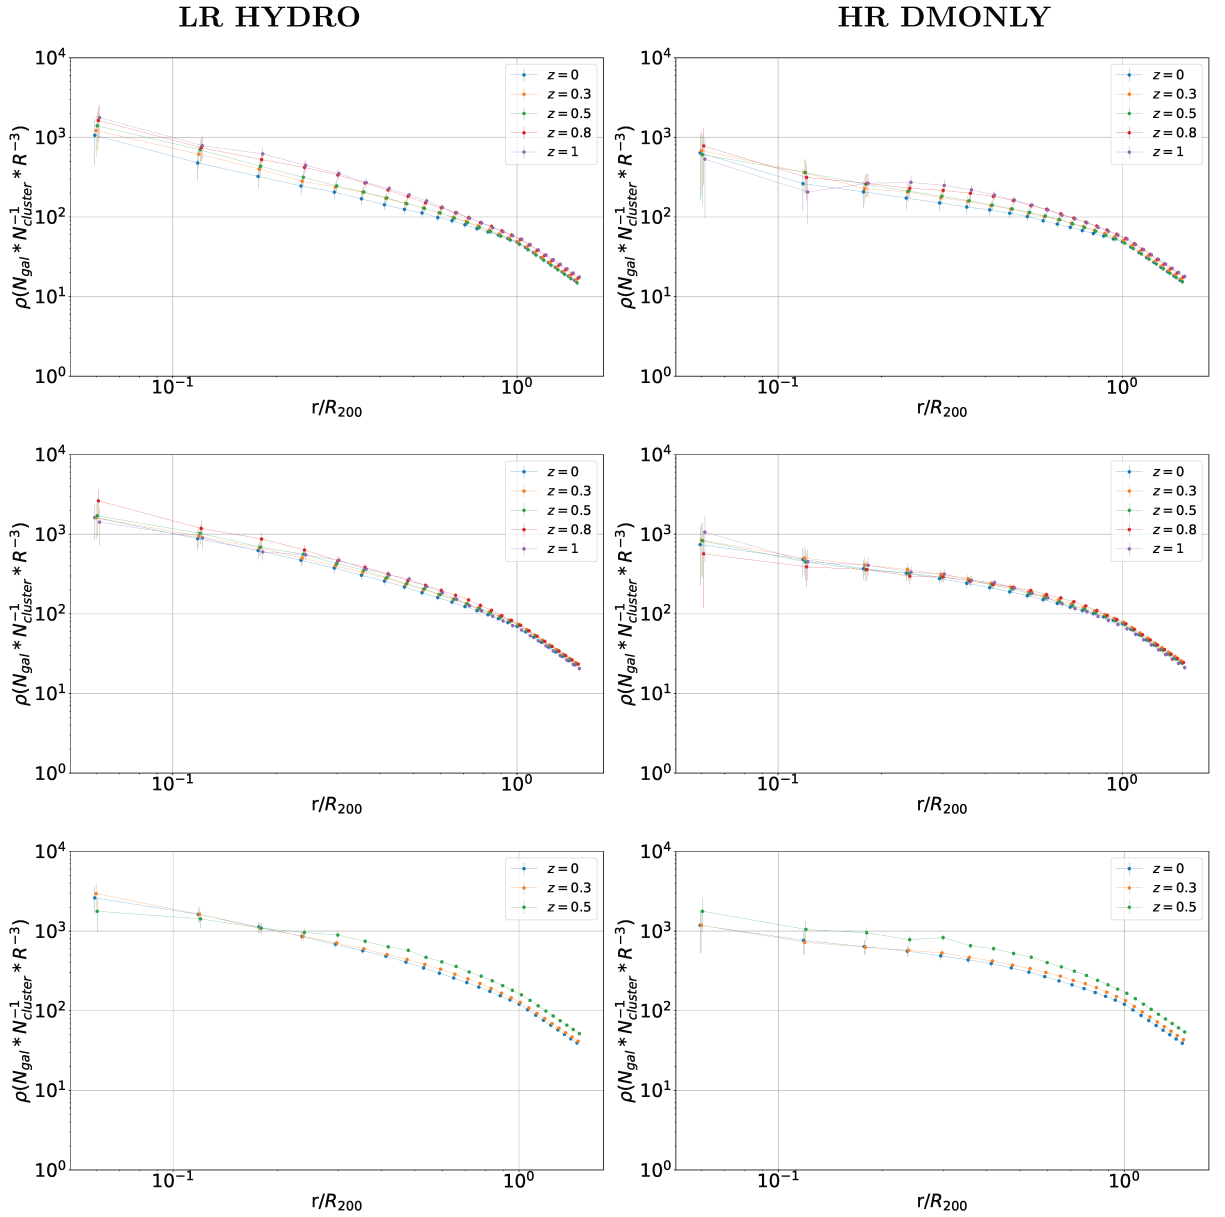 LR HYDRO
HR DMONLY
10^4
10^3
10^2
10^1
10^0
ρ(N_gal * N_cluster^−1 * R^−3)
z = 0
z = 0.3
z = 0.5
z = 0.8
z = 1
10^−1
10^0
r/R_200
10^4
10^3
10^2
10^1
10^0
ρ(N_gal * N_cluster^−1 * R^−3)
z = 0
z = 0.3
z = 0.5
z = 0.8
z = 1
10^−1
10^0
r/R_200
10^4
10^3
10^2
10^1
10^0
ρ(N_gal * N_cluster^−1 * R^−3)
z = 0
z = 0.3
z = 0.5
z = 0.8
z = 1
10^−1
10^0
r/R_200
10^4
10^3
10^2
10^1
10^0
ρ(N_gal * N_cluster^−1 * R^−3)
z = 0
z = 0.3
z = 0.5
z = 0.8
z = 1
10^−1
10^0
r/R_200
10^4
10^3
10^2
10^1
10^0
ρ(N_gal * N_cluster^−1 * R^−3)
z = 0
z = 0.3
z = 0.5
10^−1
10^0
r/R_200
10^4
10^3
10^2
10^1
10^0
ρ(N_gal * N_cluster^−1 * R^−3)
z = 0
z = 0.3
z = 0.5
10^−1
10^0
r/R_200